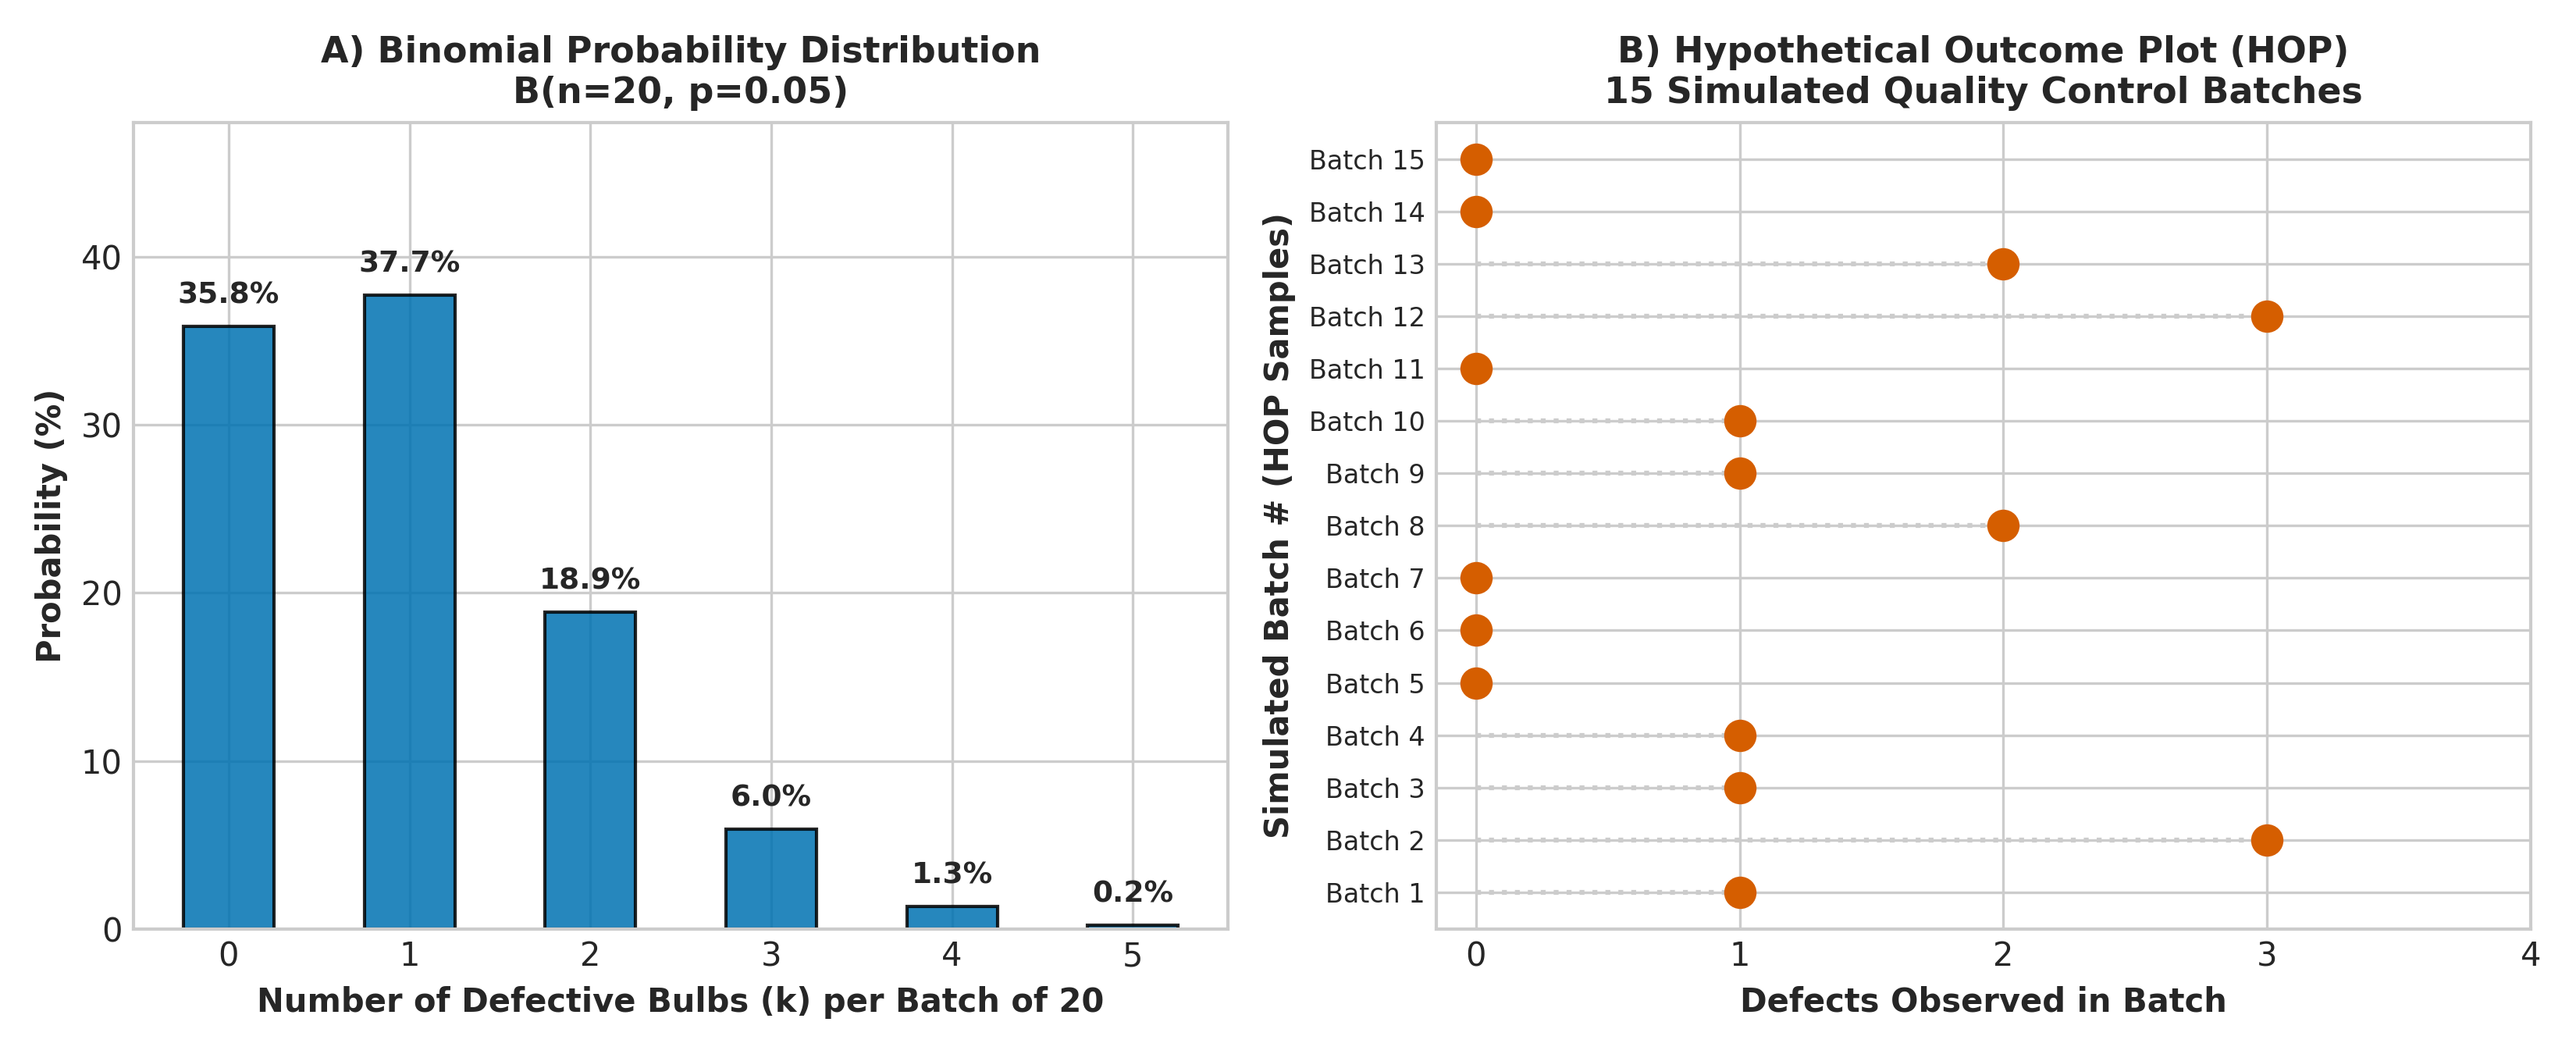 A) Binomial Probability Distribution
B(n=20, p=0.05)
Probability (%)
40
30
20
10
0
35.8%
37.7%
18.9%
6.0%
1.3%
0.2%
0 1 2 3 4 5
Number of Defective Bulbs (k) per Batch of 20
B) Hypothetical Outcome Plot (HOP)
15 Simulated Quality Control Batches
Simulated Batch # (HOP Samples)
Batch 15
Batch 14
Batch 13
Batch 12
Batch 11
Batch 10
Batch 9
Batch 8
Batch 7
Batch 6
Batch 5
Batch 4
Batch 3
Batch 2
Batch 1
0 1 2 3 4
Defects Observed in Batch